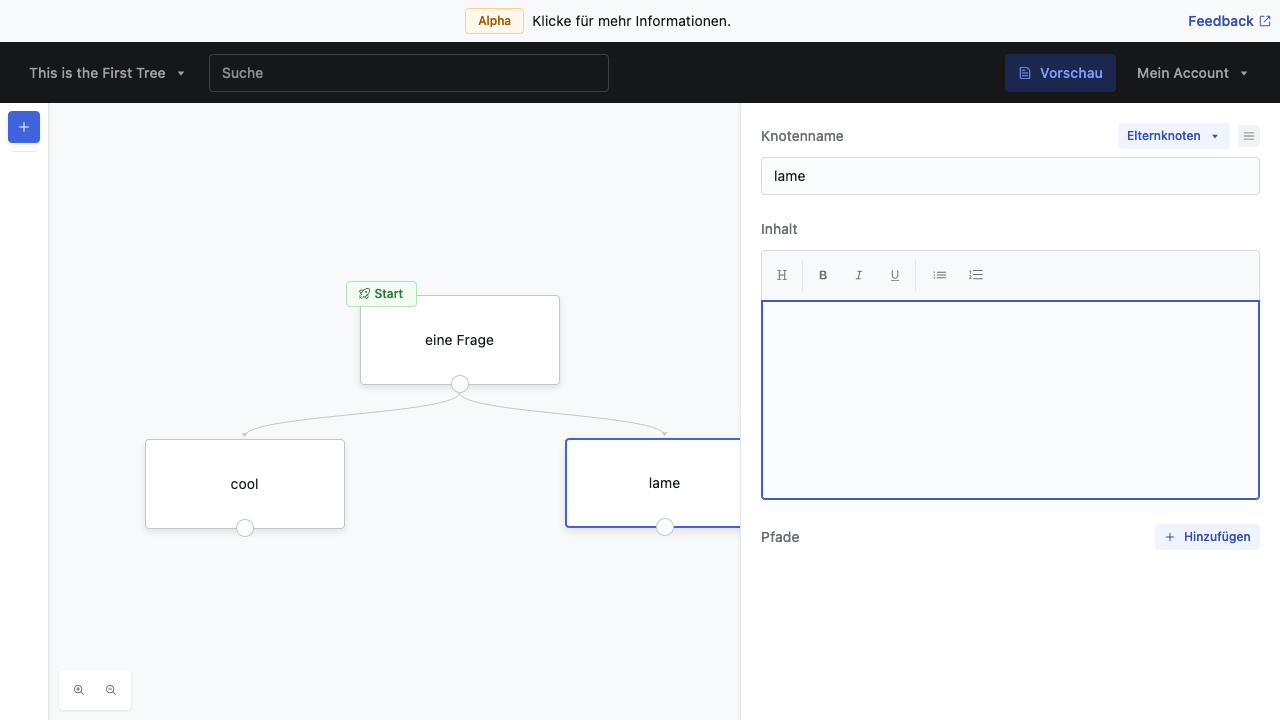 Alpha Klicke für mehr Informationen.
Feedback
This is the First Tree
Suche
Vorschau
Mein Account
Knotenname
Elternknoten
lame
Inhalt
H B I U
Start
eine Frage
cool
lame
Pfade
Hinzufügen